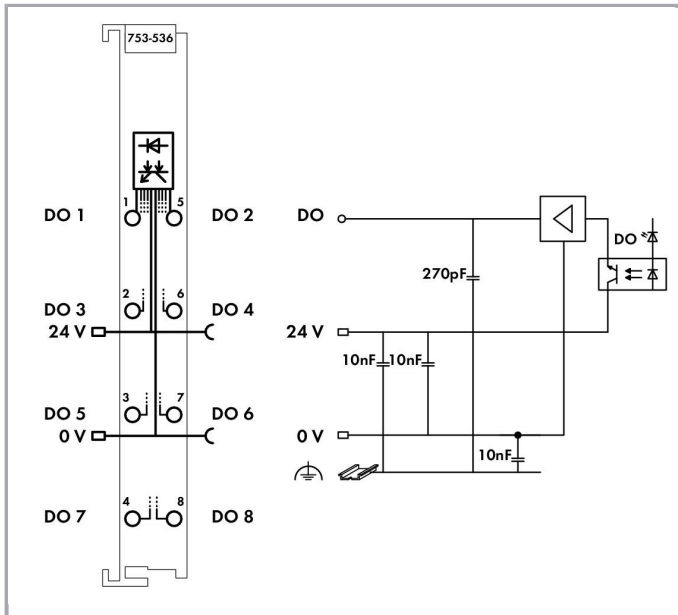 753-536
1 5
DO 1 DO 2 DO
DO
270pF
2 6
DO 3 DO 4
24 V 24 V
10nF 10nF
3 7
DO 5 DO 6
0 V 0 V
10nF
4 8
DO 7 DO 8